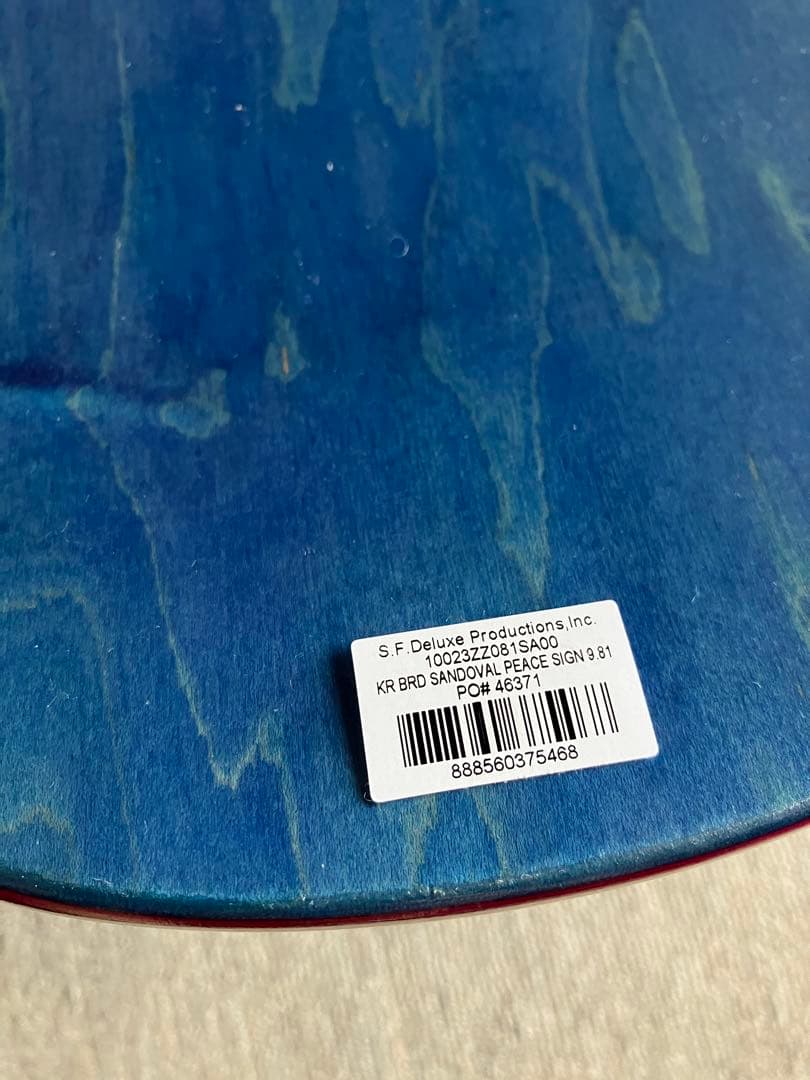 S.F.Deluxe Productions,Inc.
10023ZZ081SA00
KR BRD SANDOVAL PEACE SIGN 9.81
PO# 46371
888560375468